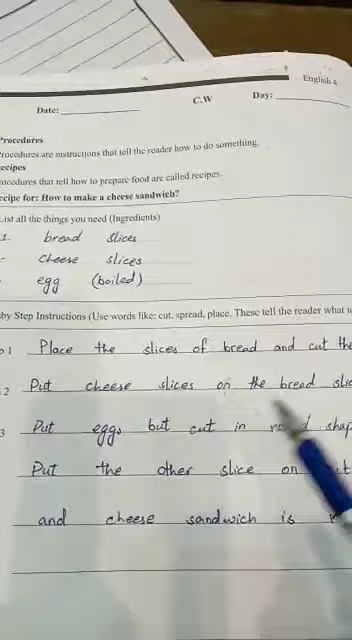 English 4
C.W Day:
Date:
Procedures
Procedures are instructions that tell the reader how to do something.
Recipes
Procedures that tell how to prepare food are called recipes.
Recipe for: How to make a cheese sandwich?
List all the things you need (Ingredients)
1. bread slices
cheese slices
egg (boiled)
by Step Instructions (Use words like: cut, spread, place. These tell the reader what
1 Place the slices of bread and cut the
2 Put cheese slices on the bread
3 Put eggs but cut in
Put the other slice on
and cheese sandwich is